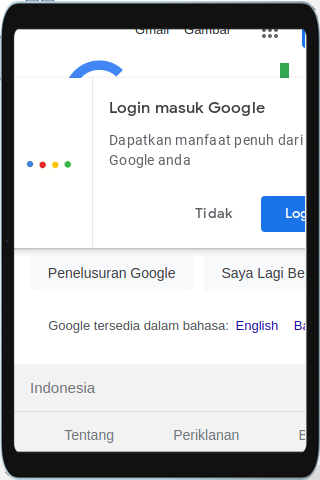 Gmail Gambar
Login masuk Google
Dapatkan manfaat penuh dari
Google anda
Tidak Log
Penelusuran Google Saya Lagi Be
Google tersedia dalam bahasa: English Ba
Indonesia
Tentang Periklanan B